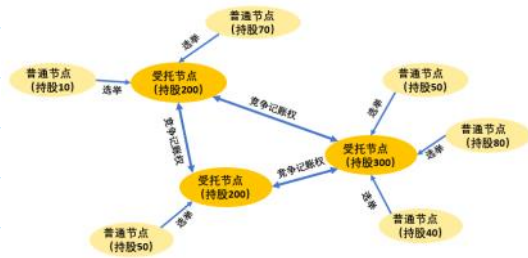 普通节点
(持股70)
选举
普通节点
(持股10)
选举
受托节点
(持股200)
普通节点
(持股50)
选举
竞争记账权
竞争记账权
普通节点
(持股80)
选举
受托节点
(持股300)
竞争记账权
受托节点
(持股200)
选举
选举
普通节点
(持股50)
普通节点
(持股40)